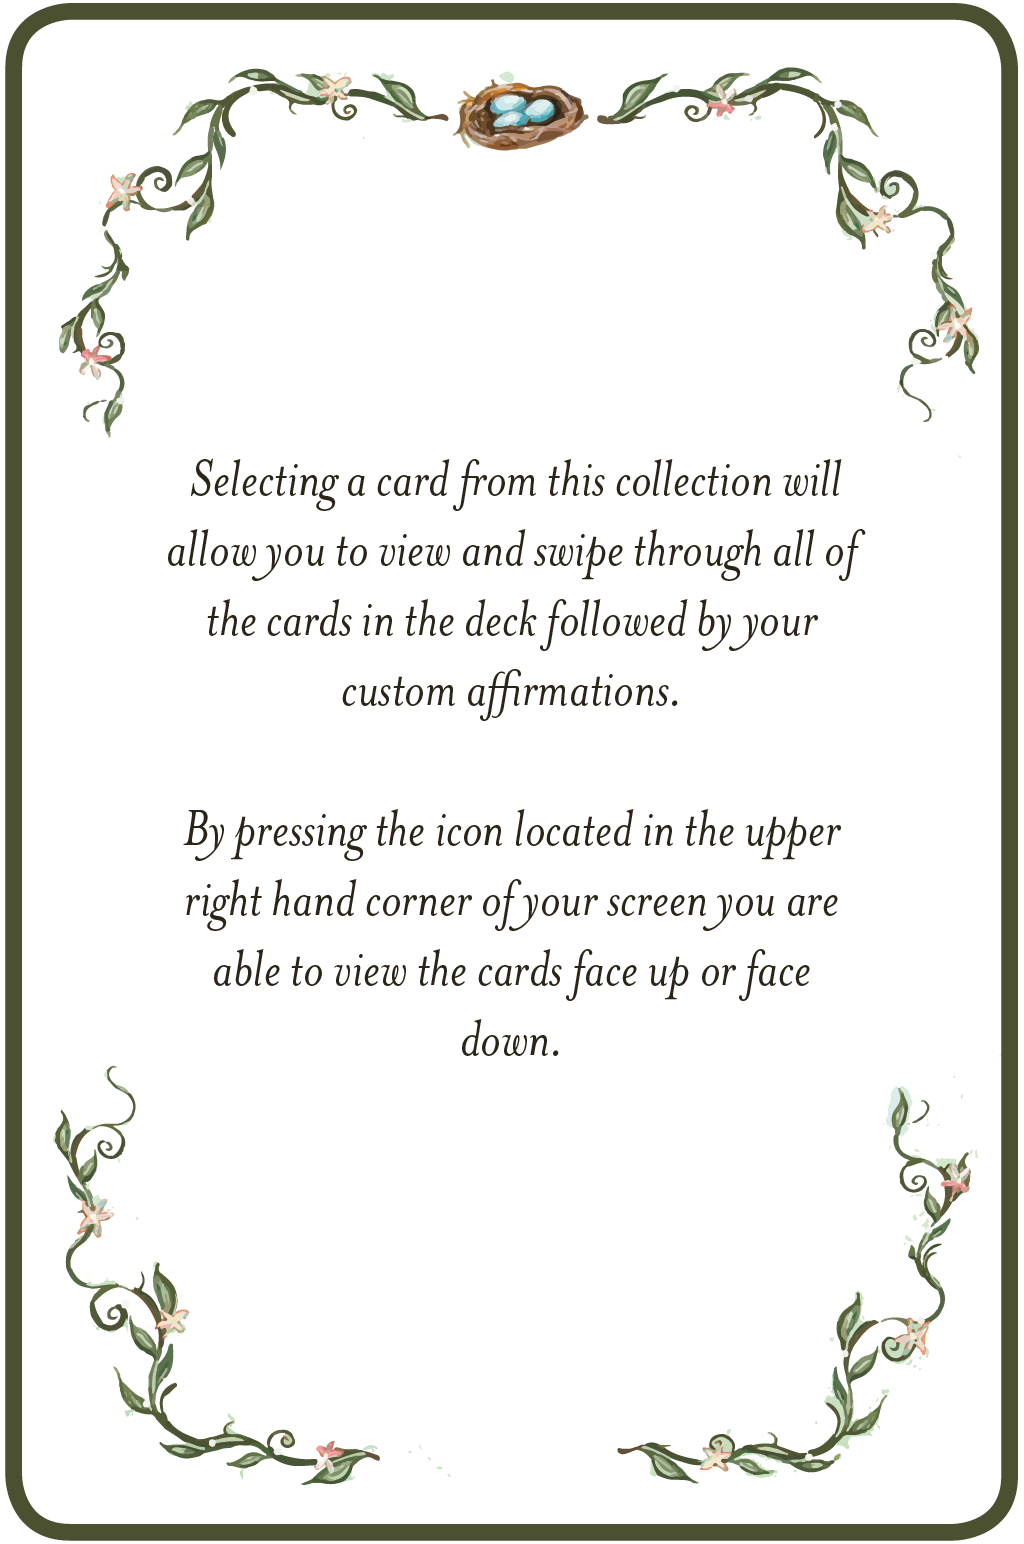 Selecting a card from this collection will
allow you to view and swipe through all of
the cards in the deck followed by your
custom affirmations.
By pressing the icon located in the upper
right hand corner of your screen you are
able to view the cards face up or face
down.